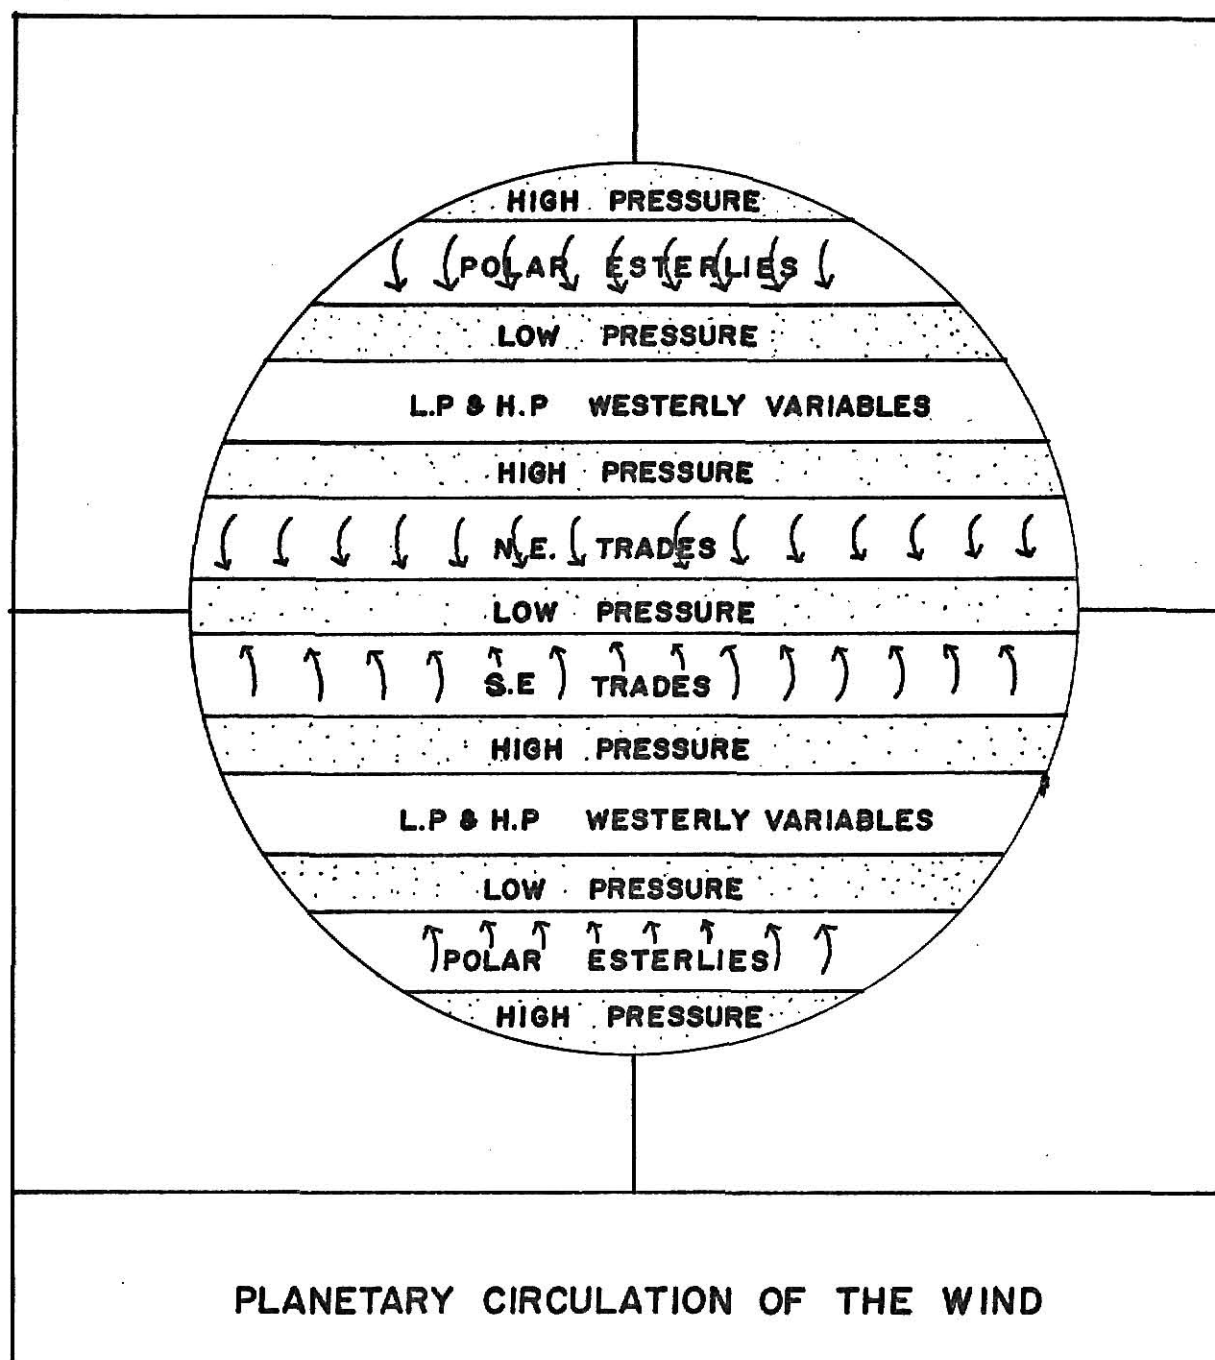 HIGH PRESSURE
POLAR ESTERLIES
LOW PRESSURE
L.P & H.P WESTERLY VARIABLES
HIGH PRESSURE
N.E. TRADES
LOW PRESSURE
S.E TRADES
HIGH PRESSURE
L.P & H.P WESTERLY VARIABLES
LOW PRESSURE
POLAR ESTERLIES
HIGH PRESSURE
PLANETARY CIRCULATION OF THE WIND